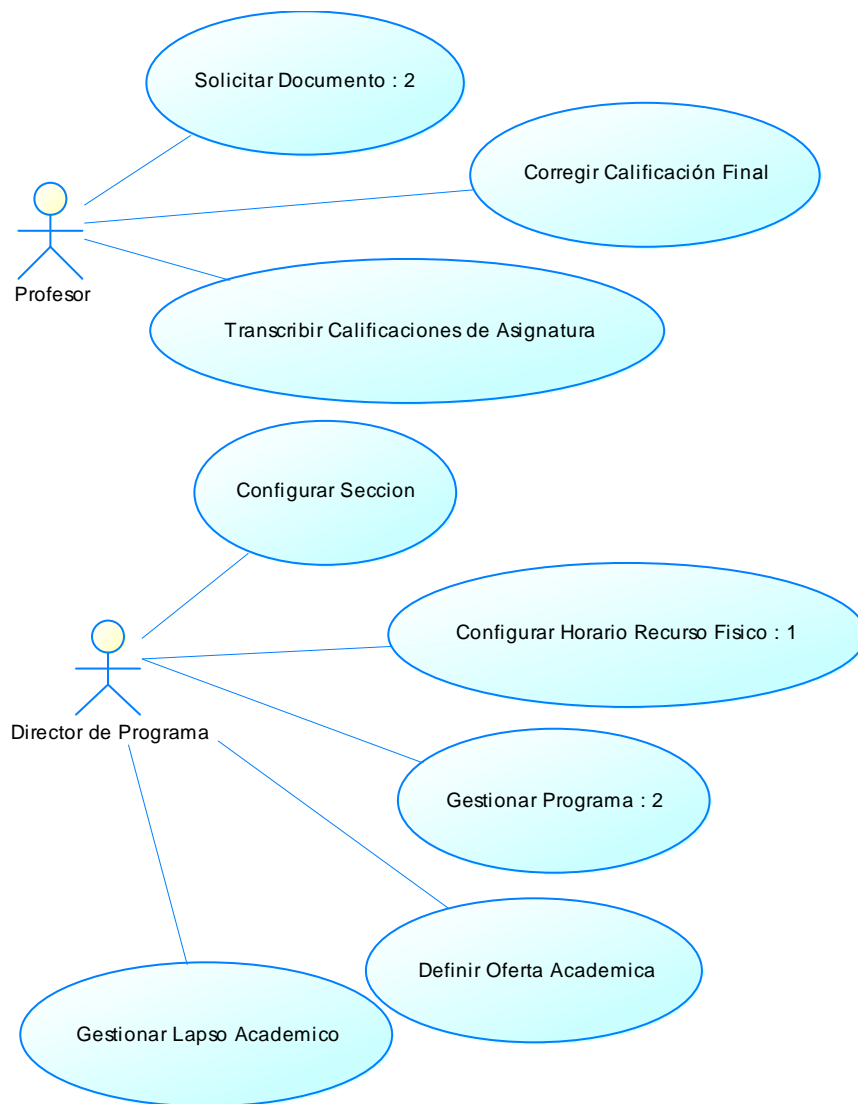 Solicitar Documento : 2
Corregir Calificación Final
Profesor
Transcribir Calificaciones de Asignatura
Configurar Seccion
Configurar Horario Recurso Fisico : 1
Director de Programa
Gestionar Programa : 2
Definir Oferta Academica
Gestionar Lapso Academico